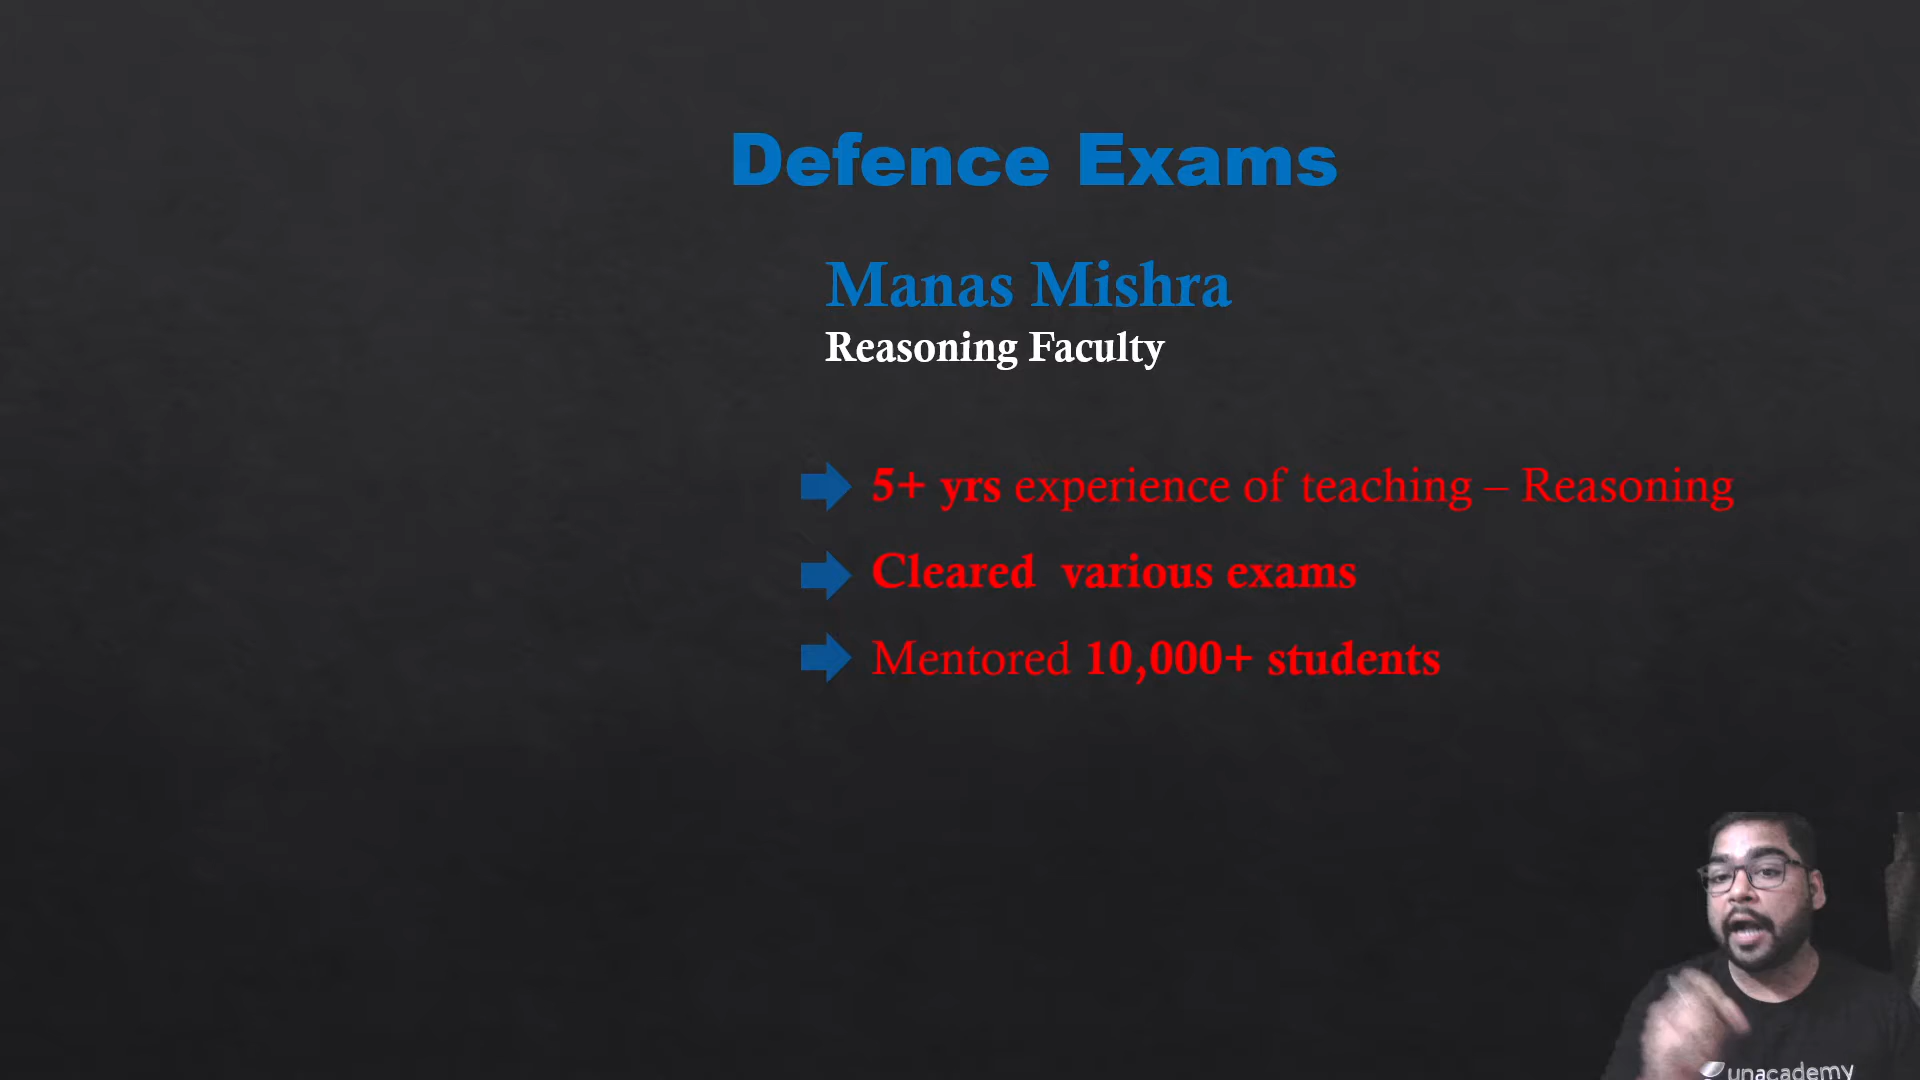 Defence Exams
Manas Mishra
Reasoning Faculty
5+ yrs experience of teaching – Reasoning
Cleared various exams
Mentored 10,000+ students
unacademy